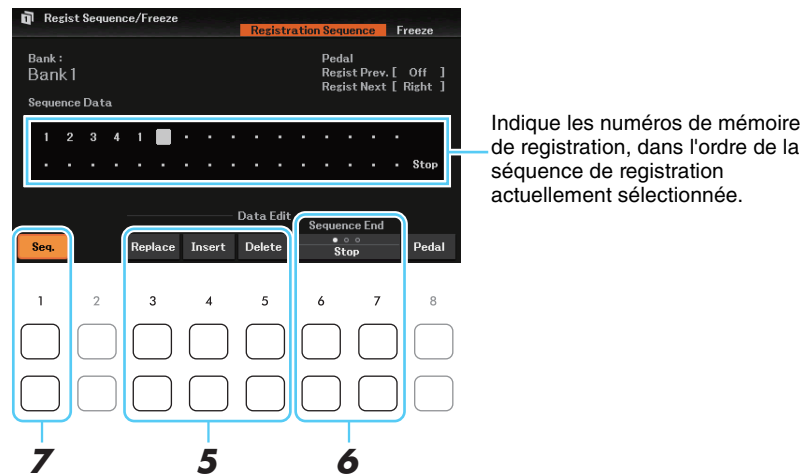 Regist Sequence/Freeze
Registration Sequence Freeze
Bank :
Bank1
Pedal
Regist Prev. [ Off ]
Regist Next [ Right ]
Sequence Data
1 2 3 4 1
Stop
Indique les numéros de mémoire
de registration, dans l'ordre de la
séquence de registration
actuellement sélectionnée.
Data Edit
Sequence End
Seq. Replace Insert Delete Stop Pedal
1 2 3 4 5 6 7 8
7 5 6